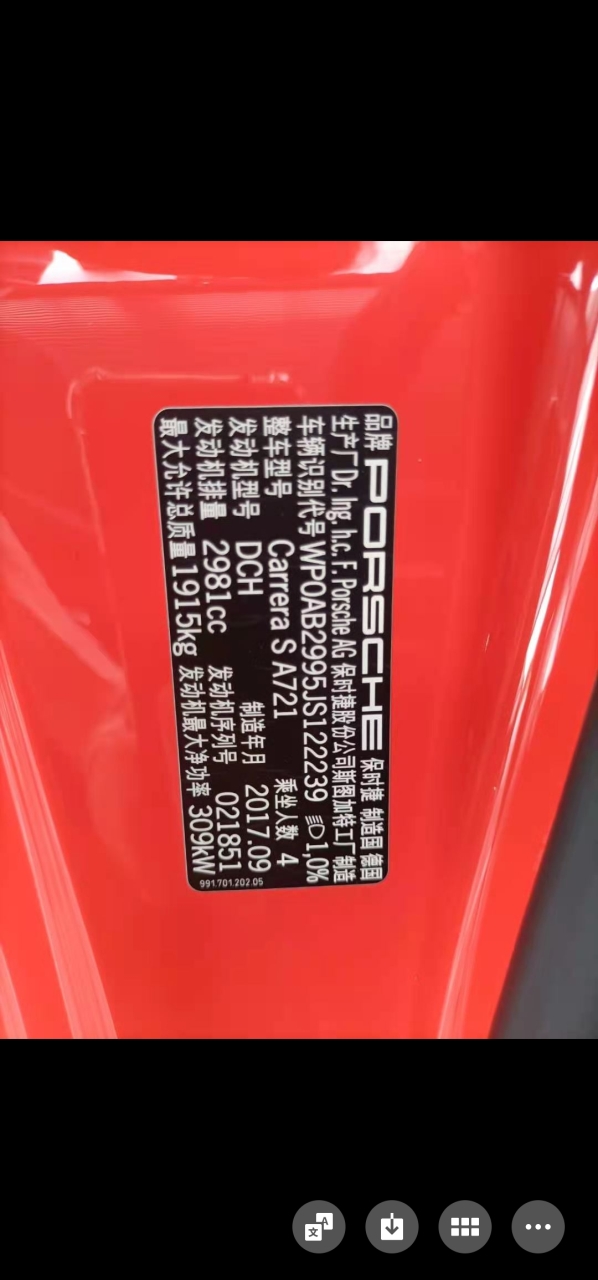 品牌 PORSCHE 保时捷 制造国 德国
生产厂 Dr. Ing. h.c. F. Porsche AG 保时捷股份公司斯图加特工厂制造
车辆识别代号 WP0AB2995JS122239 1,0%
整车型号 Carrera S A721 乘坐人数 4
发动机型号 DCH 制造年月 2017.09
发动机排量 2981cc 发动机序列号 021851
最大允许总质量 1915kg 发动机最大净功率 309kW
991.701.202.05